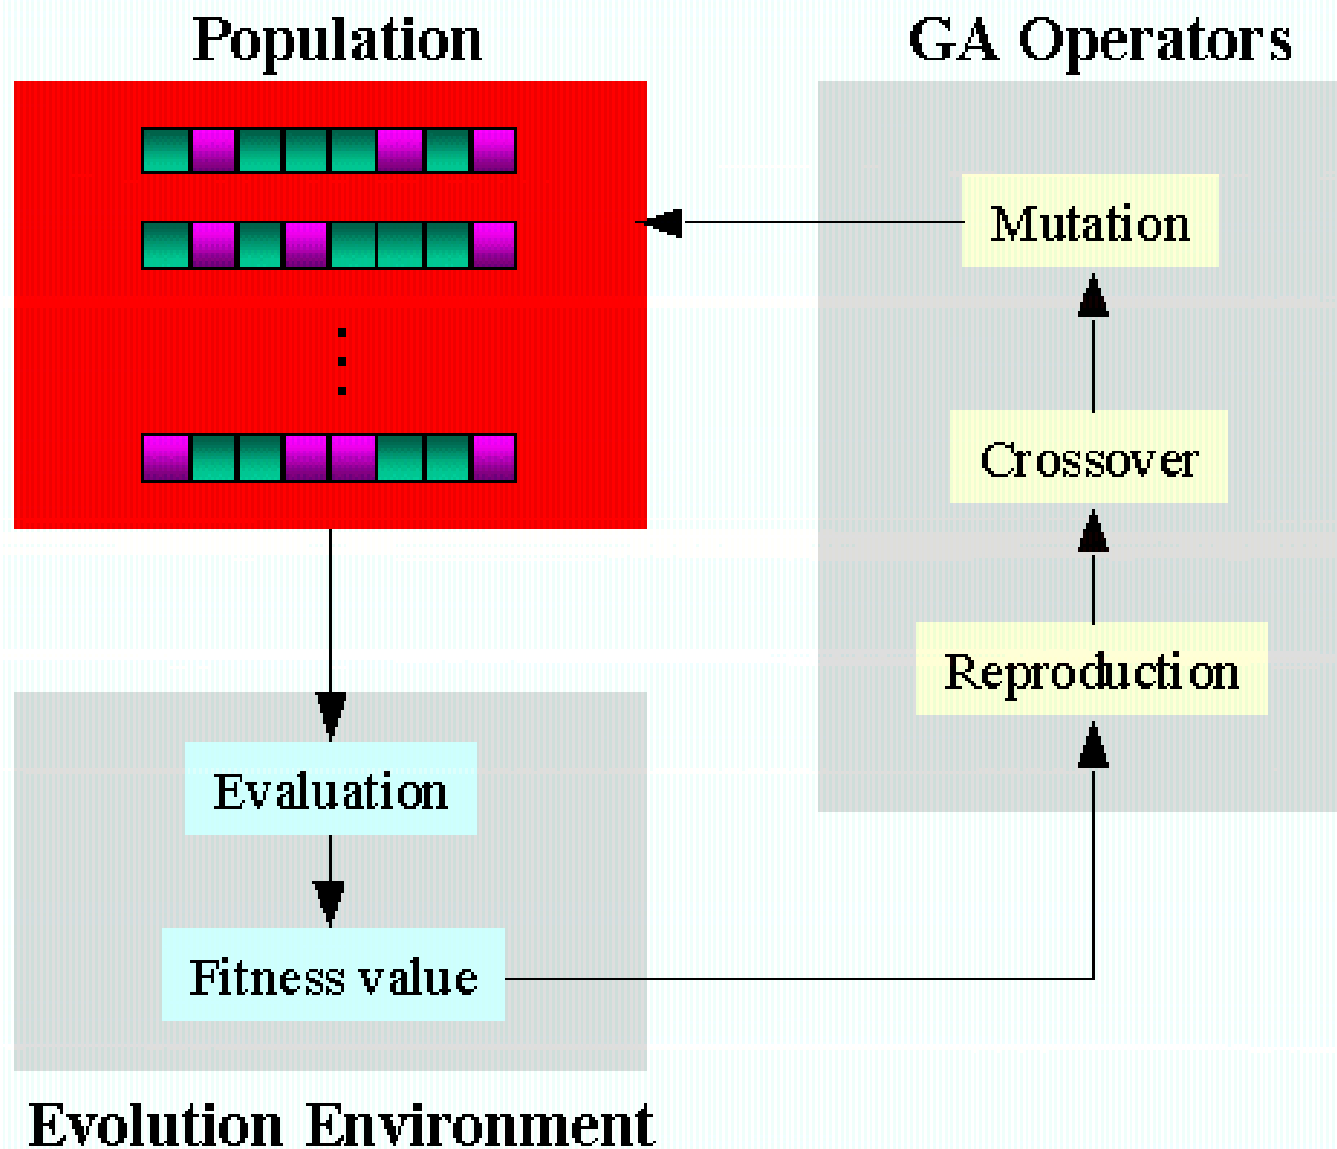 Population
GA Operators
Mutation
Crossover
Reproduction
Evaluation
Fitness value
Evolution Environment